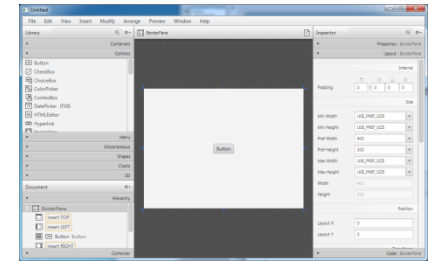 Untitled
File Edit View Insert Modify Arrange Preview Window Help
Library
Containers
Controls
Button
CheckBox
ChoiceBox
ColorPicker
ComboBox
DatePicker (FX8)
HTMLEditor
Hyperlink
Menu
Miscellaneous
Shapes
Charts
3D
Document
Hierarchy
BorderPane
insert TOP
insert LEFT
Button Button
insert RIGHT
Controller
BorderPane
Button
Inspector
Properties : BorderPane
Layout : BorderPane
Internal
Padding 0 0 0 0
Size
Min Width USE_PREF_SIZE
Min Height USE_PREF_SIZE
Pref Width 400
Pref Height 300
Max Width USE_PREF_SIZE
Max Height USE_PREF_SIZE
Width 400
Height 300
Position
Layout X 0
Layout Y 0
Code : BorderPane